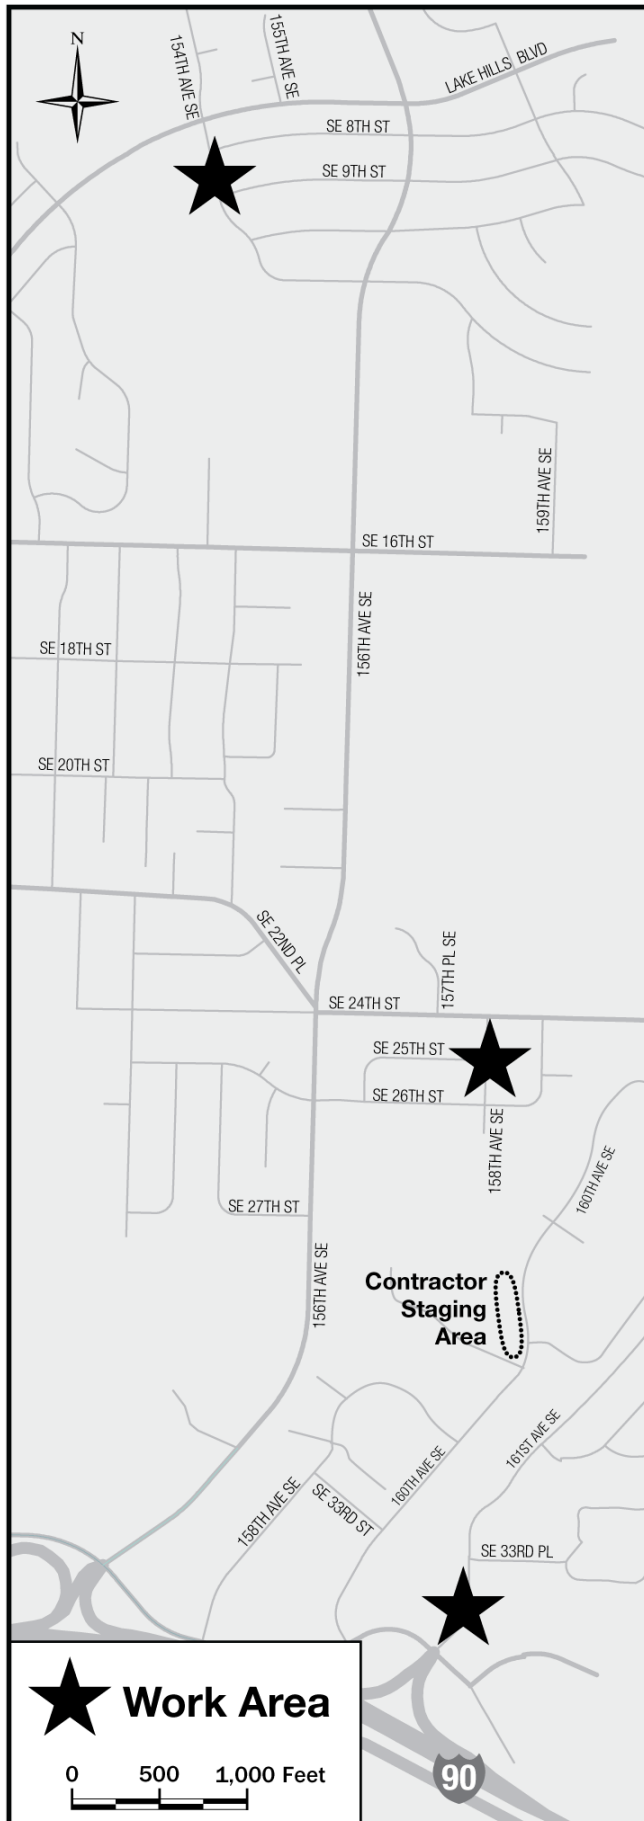 N
154TH AVE SE
155TH AVE SE
LAKE HILLS BLVD
SE 8TH ST
SE 9TH ST
159TH AVE SE
SE 16TH ST
156TH AVE SE
SE 18TH ST
SE 20TH ST
SE 22ND PL
157TH PL SE
SE 24TH ST
SE 25TH ST
SE 26TH ST
158TH AVE SE
160TH AVE SE
SE 27TH ST
156TH AVE SE
Contractor
Staging
Area
161ST AVE SE
160TH AVE SE
158TH AVE SE
SE 33RD ST
SE 33RD PL
Work Area
0 500 1,000 Feet
90